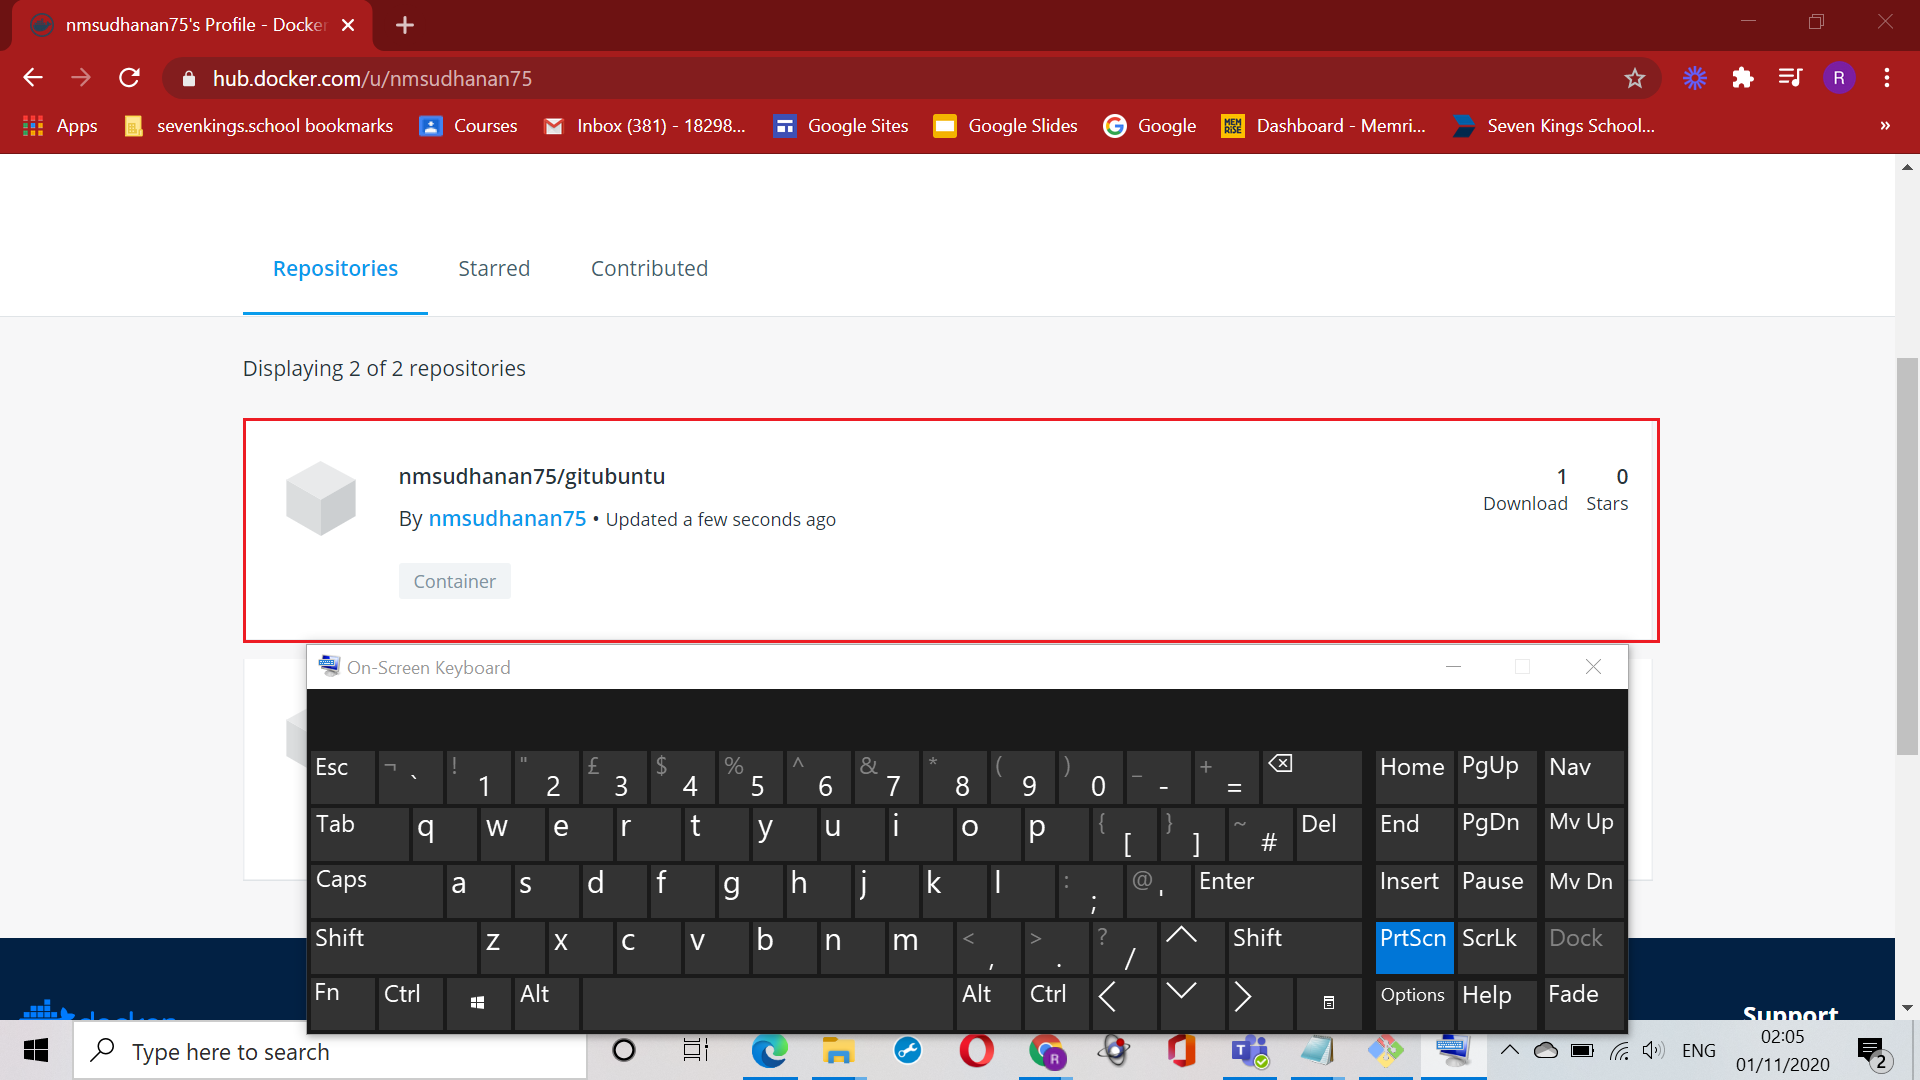 nmsudhanan75's Profile - Docker
hub.docker.com/u/nmsudhanan75
R
Apps sevenkings.school bookmarks Courses Inbox (381) - 18298... Google Sites Google Slides Google MEM RISE Dashboard - Memri... Seven Kings School... »
Repositories Starred Contributed
Displaying 2 of 2 repositories
nmsudhanan75/gitubuntu 1 0
Download Stars
By nmsudhanan75 • Updated a few seconds ago
Container
On-Screen Keyboard
Esc ¬ ` ! 1 " 2 £ 3 $ 4 % 5 ^ 6 & 7 * 8 ( 9 ) 0 _ - + = Home PgUp Nav
Tab q w e r t y u i o p { [ } ] ~ # Del End PgDn Mv Up
Caps a s d f g h j k l : ; @ ' Enter Insert Pause Mv Dn
Shift z x c v b n m < , > . ? / Shift PrtScn ScrLk Dock
Fn Ctrl Alt Alt Ctrl Options Help Fade
docker Support
Type here to search R T ENG 02:05
01/11/2020 2